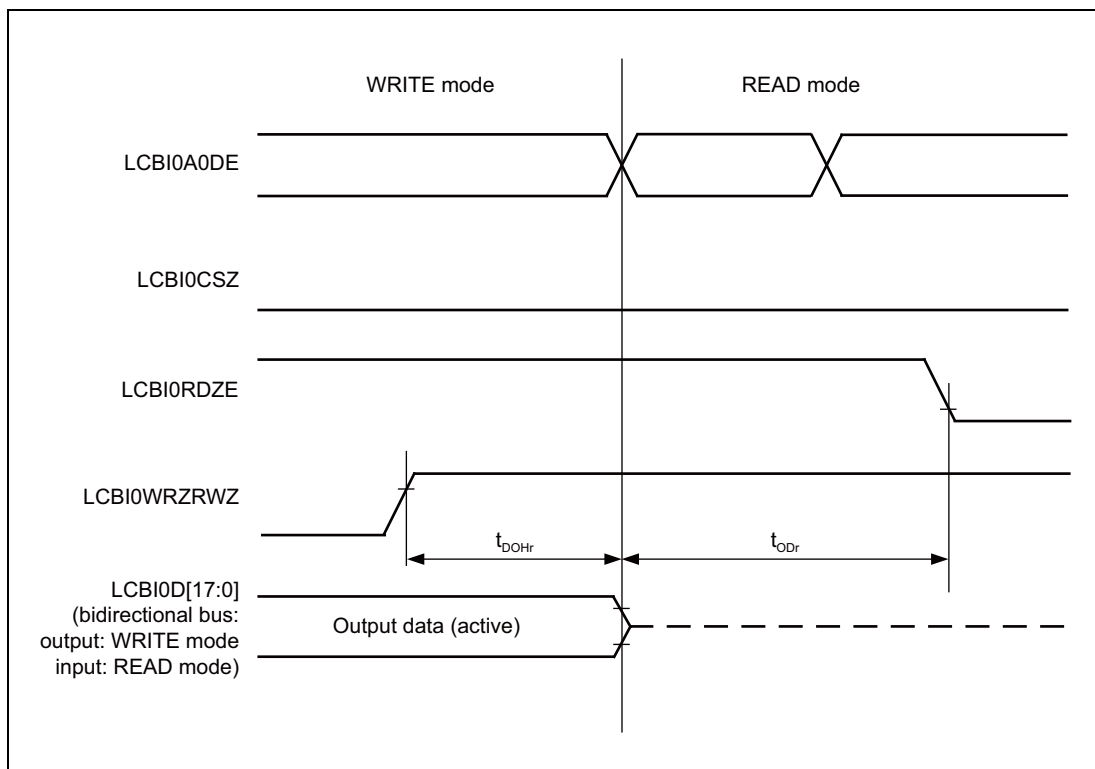 WRITE mode
READ mode
LCBI0A0DE
LCBI0CSZ
LCBI0RDZE
LCBI0WRZRWZ
tDOHr
tODr
LCBI0D[17:0]
(bidirectional bus:
output: WRITE mode
input: READ mode)
Output data (active)